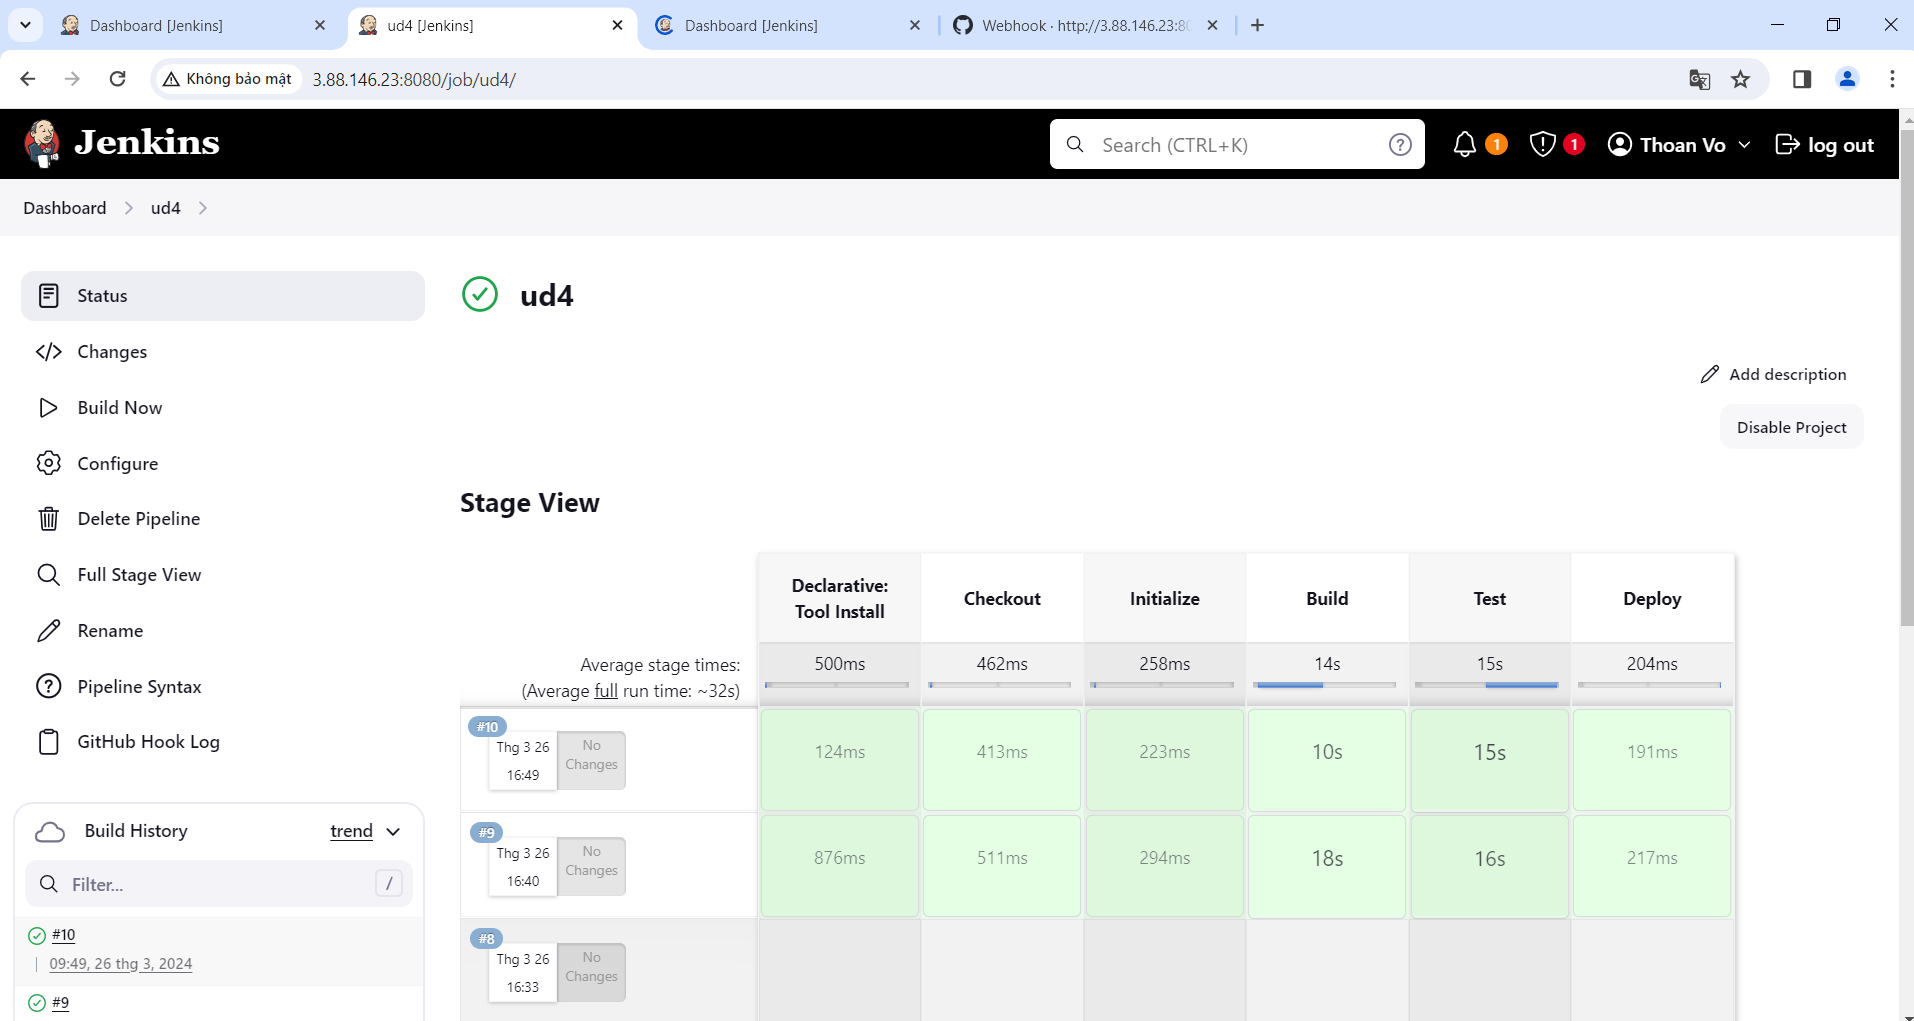 Dashboard [Jenkins]
ud4 [Jenkins]
Dashboard [Jenkins]
Webhook · http://3.88.146.23:80
Không bảo mật
3.88.146.23:8080/job/ud4/
Jenkins
Search (CTRL+K)
?
1
1
Thoan Vo
log out
Dashboard
ud4
Status
Changes
Build Now
Configure
Delete Pipeline
Full Stage View
Rename
Pipeline Syntax
GitHub Hook Log
Build History
trend
Filter...
/
#10
09:49, 26 thg 3, 2024
#9
ud4
Add description
Disable Project
Stage View
Declarative:
Tool Install
Checkout
Initialize
Build
Test
Deploy
Average stage times:
(Average full run time: ~32s)
500ms
462ms
258ms
14s
15s
204ms
#10
Thg 3 26
16:49
No
Changes
124ms
413ms
223ms
10s
15s
191ms
#9
Thg 3 26
16:40
No
Changes
876ms
511ms
294ms
18s
16s
217ms
#8
Thg 3 26
16:33
No
Changes